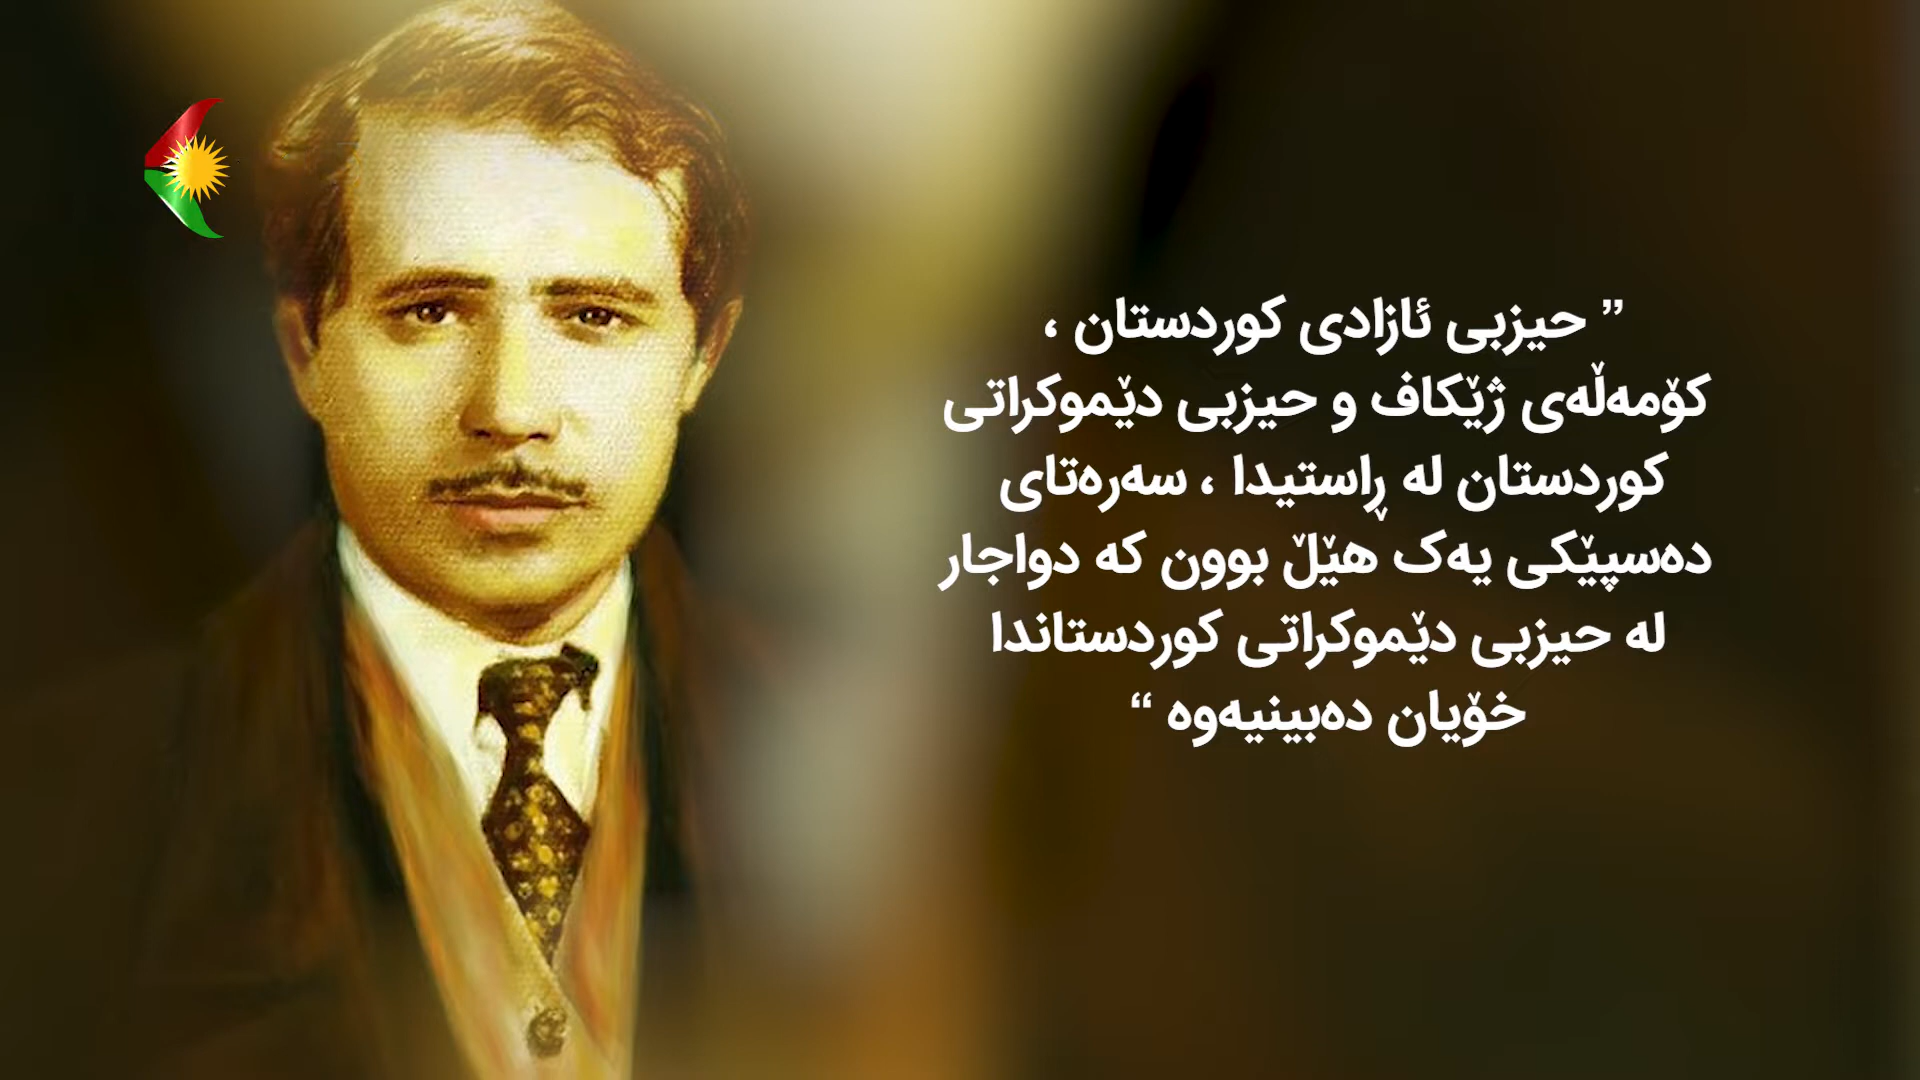 ” حیزبی ئازادی کوردستان ،
کۆمەڵەی ژێکاف و حیزبی دێموکراتی
کوردستان لە ڕاستیدا ، سەرەتای
دەسپێکی یەک هێڵ بوون کە دواجار
لە حیزبی دێموکراتی کوردستاندا
خۆیان دەبینیەوە “